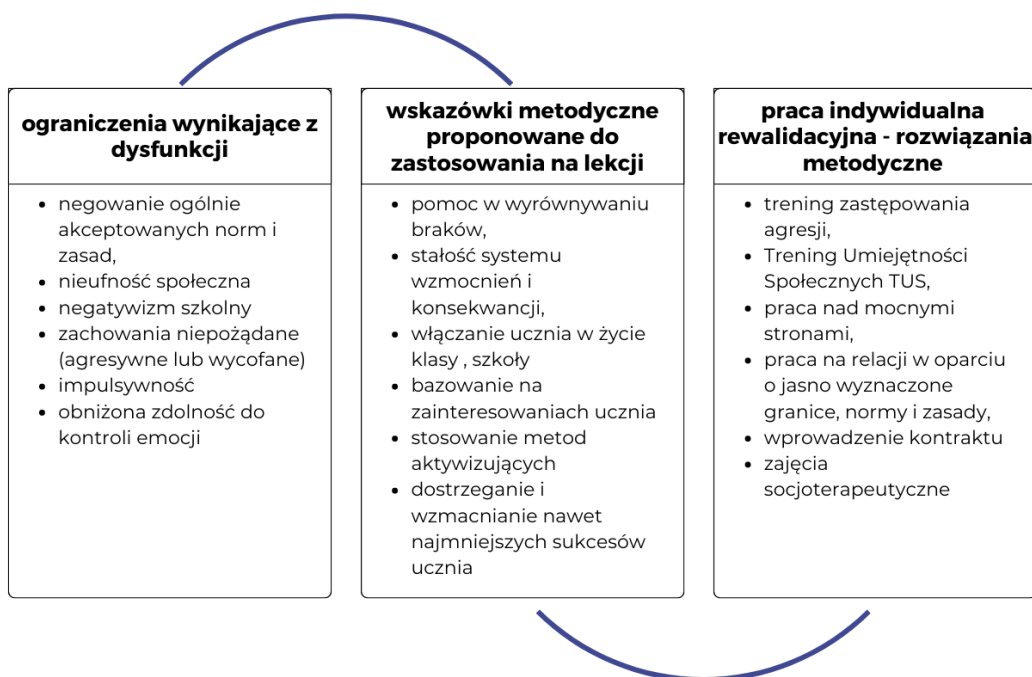 ograniczenia wynikające z
dysfunkcji
negowanie ogólnie
akceptowanych norm i
zasad,
nieufność społeczna
negatywizm szkolny
zachowania niepożądane
(agresywne lub wycofane)
impulsywność
obniżona zdolność do
kontroli emocji
wskazówki metodyczne
proponowane do
zastosowania na lekcji
pomoc w wyrównywaniu
braków,
stałość systemu
wzmocnień i
konsekwancji,
włączanie ucznia w życie
klasy , szkoły
bazowanie na
zainteresowaniach ucznia
stosowanie metod
aktywizujących
dostrzeganie i
wzmacnianie nawet
najmniejszych sukcesów
ucznia
praca indywidualna
rewalidacyjna - rozwiązania
metodyczne
trening zastępowania
agresji,
Trening Umiejętności
Społecznych TUS,
praca nad mocnymi
stronami,
praca na relacji w oparciu
o jasno wyznaczone
granice, normy i zasady,
wprowadzenie kontraktu
zajęcia
socjoterapeutyczne